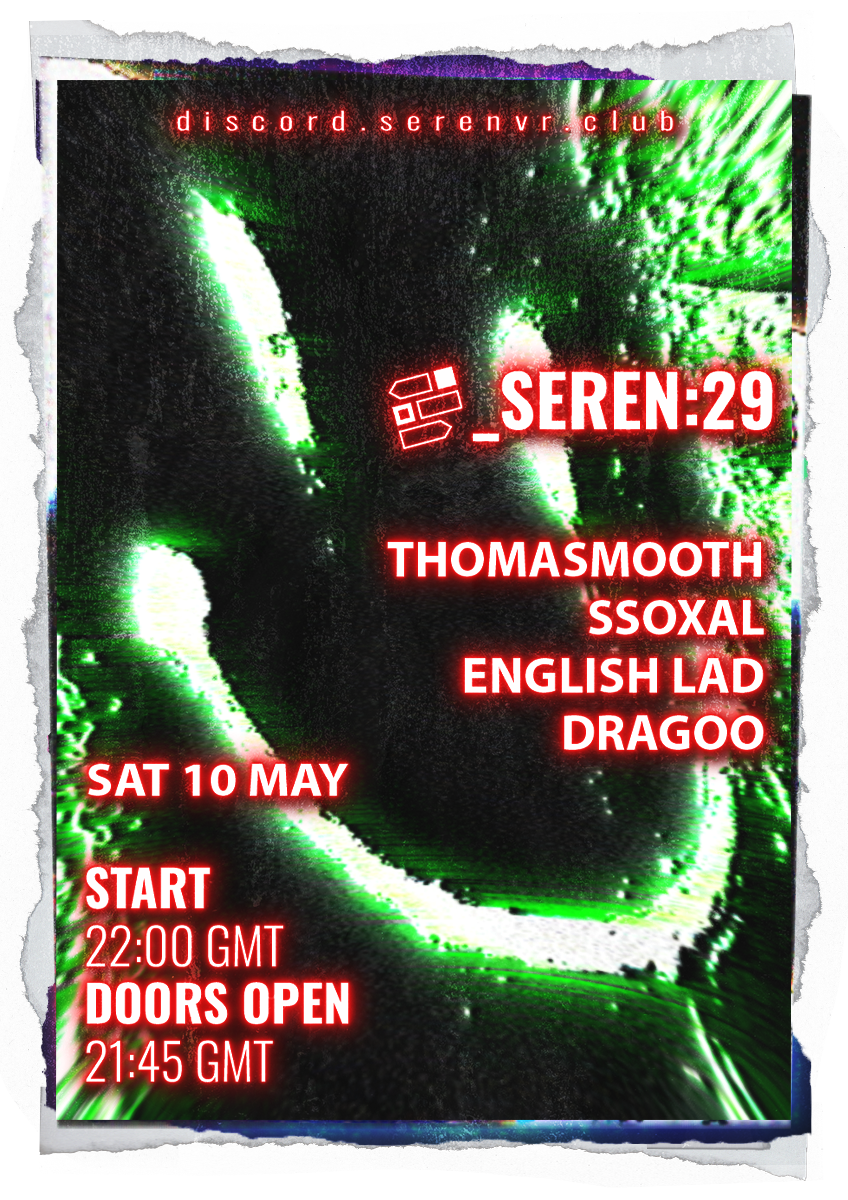 discord.serenvr.club
_SEREN:29
THOMASMOOTH
SSOXAL
ENGLISH LAD
DRAGOO
SAT 10 MAY
START
22:00 GMT
DOORS OPEN
21:45 GMT